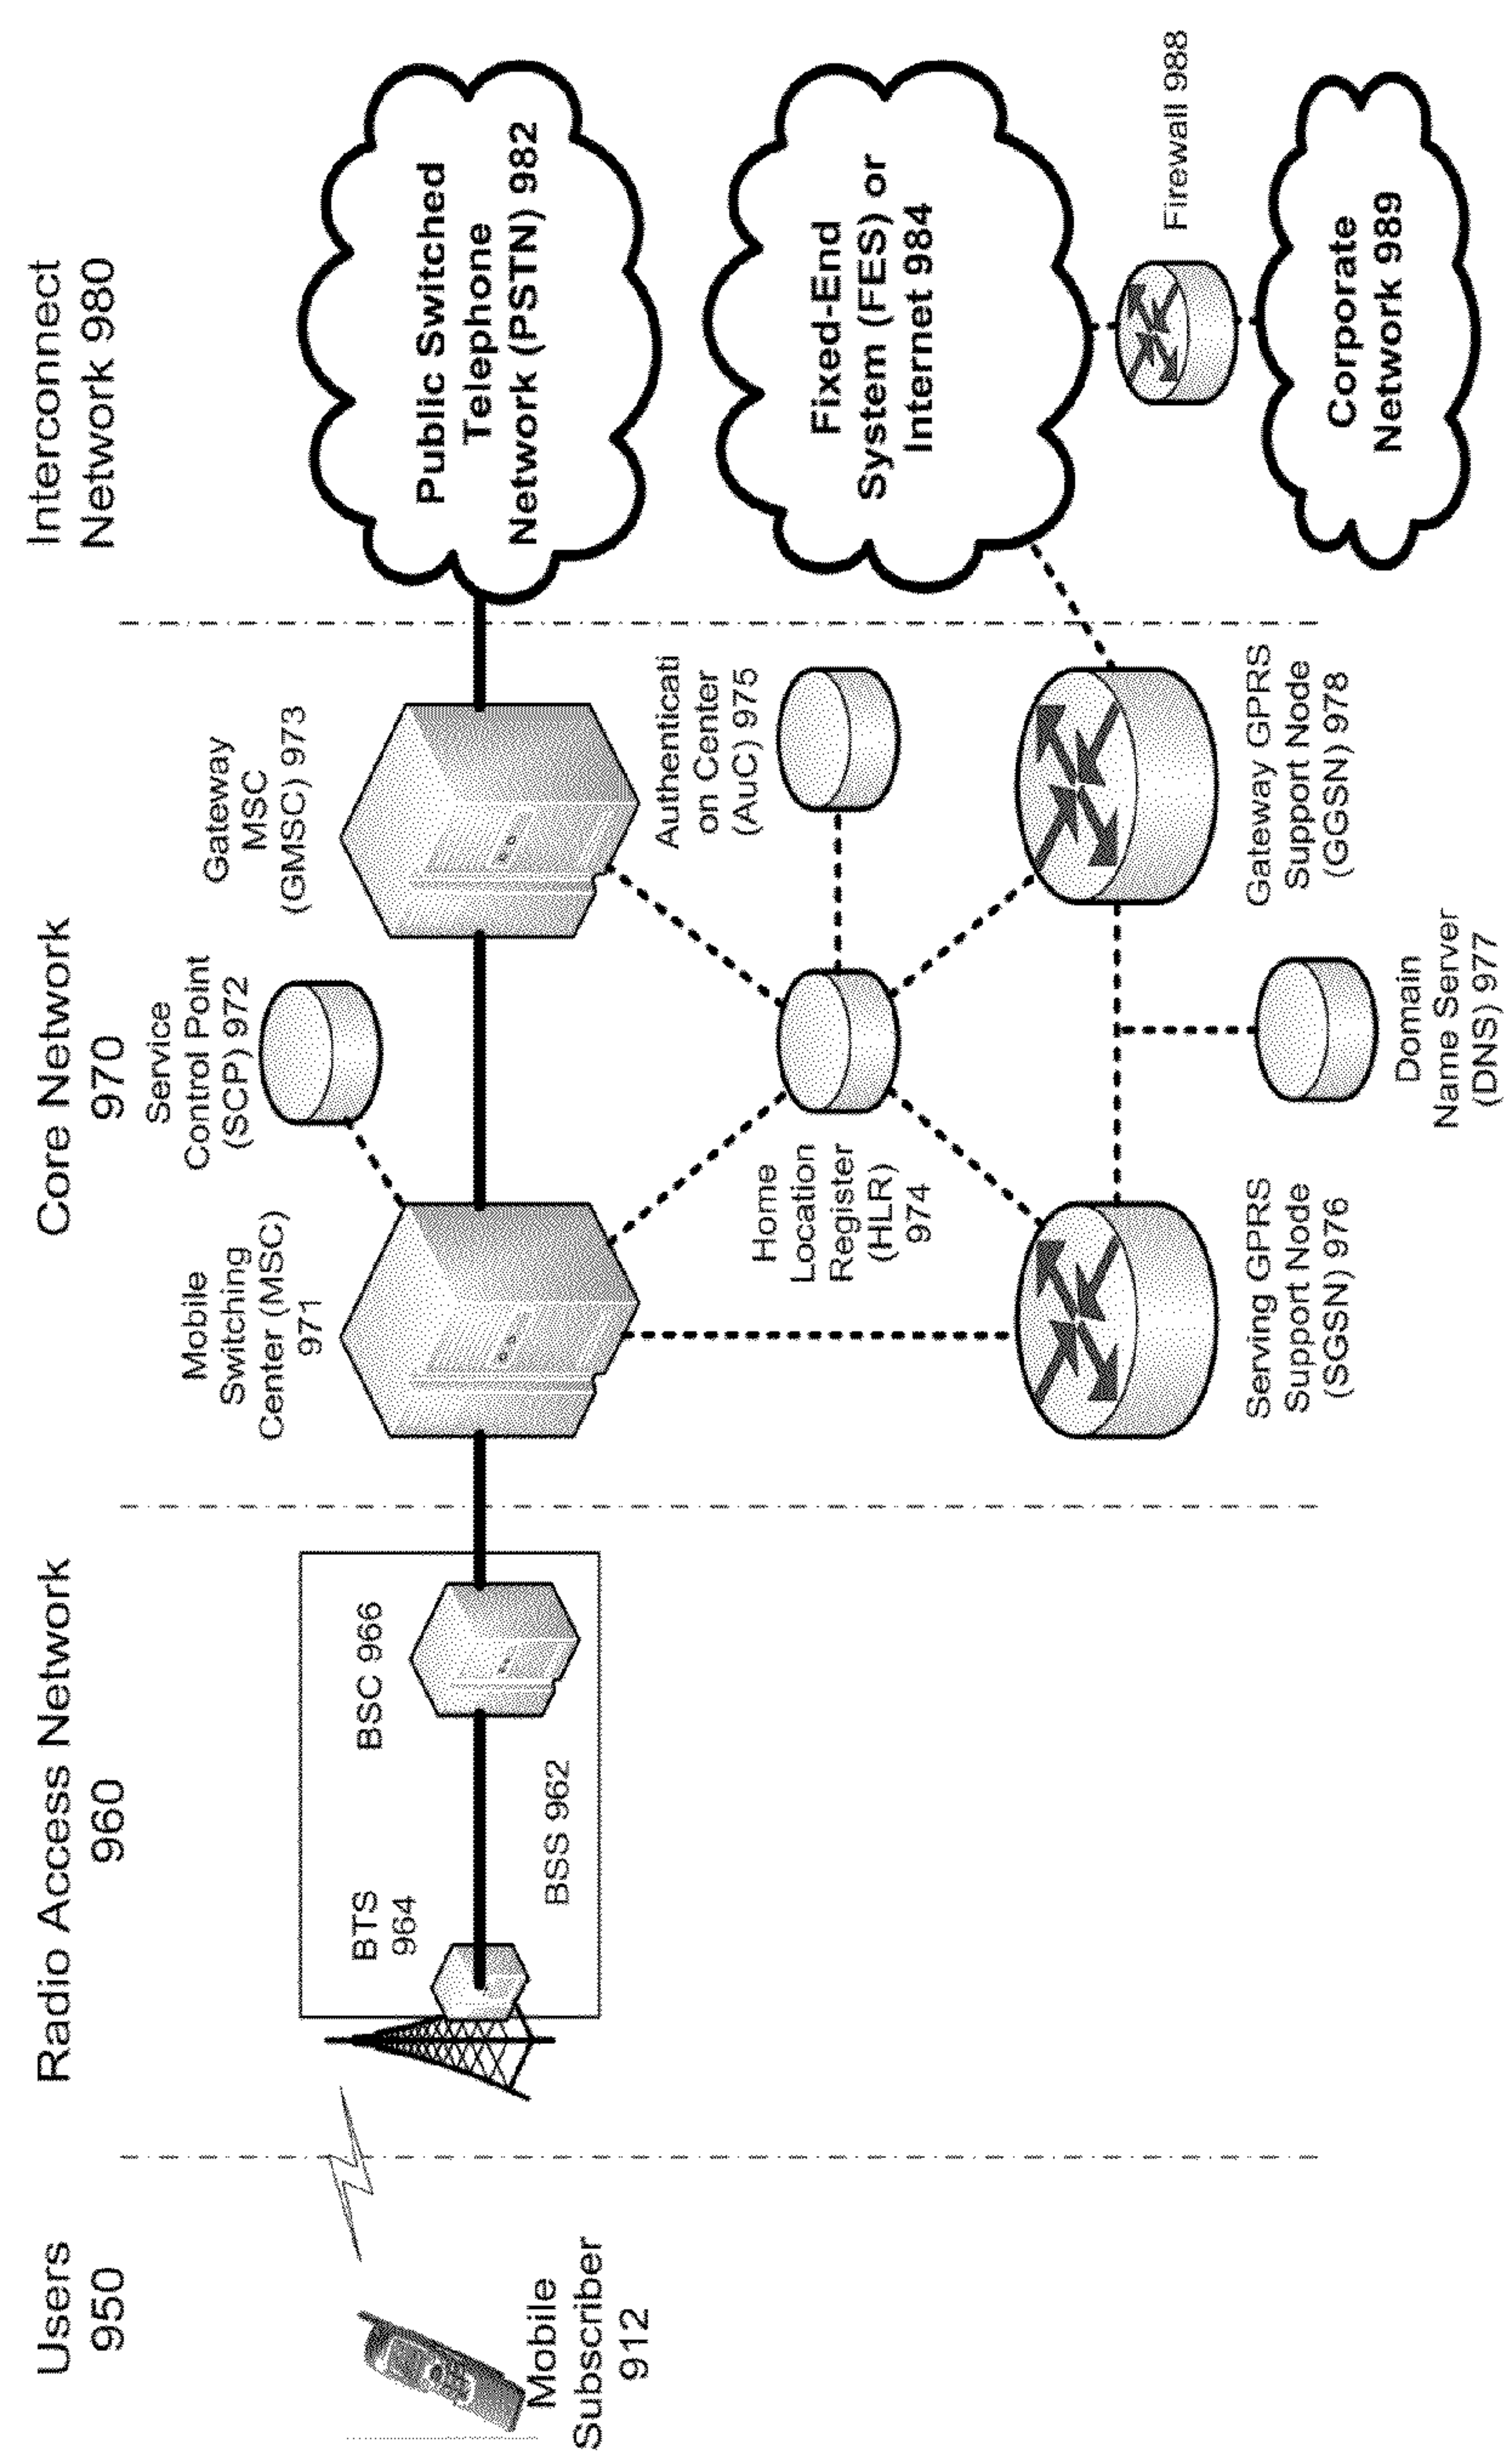 Users
950
Radio Access Network
960
Core Network
970
Interconnect
Network 980
Mobile
Subscriber
912
BTS
964
BSC 966
BSS 962
Mobile
Switching
Center (MSC)
971
Service
Control Point
(SCP) 972
Gateway
MSC
(GMSC) 973
Home
Location
Register
(HLR)
974
Authenticati
on Center
(AuC) 975
Serving GPRS
Support Node
(SGSN) 976
Domain
Name Server
(DNS) 977
Gateway GPRS
Support Node
(GGSN) 978
Public Switched
Telephone
Network (PSTN) 982
Fixed-End
System (FES) or
Internet 984
Firewall 988
Corporate
Network 989